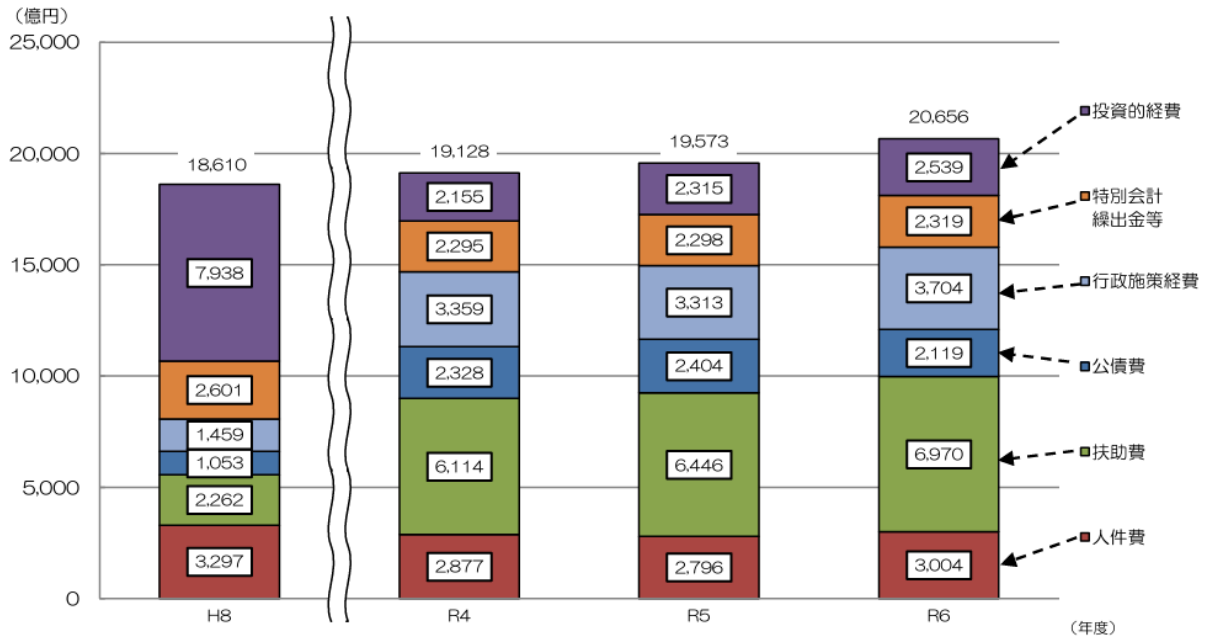 （億円）
25,000
20,000
15,000
10,000
5,000
0
18,610
7,938
2,601
1,459
1,053
2,262
3,297
H8
19,128
2,155
2,295
3,359
2,328
6,114
2,877
R4
19,573
2,315
2,298
3,313
2,404
6,446
2,796
R5
20,656
2,539
2,319
3,704
2,119
6,970
3,004
R6
（年度）
投資的経費
特別会計
繰出金等
行政施策経費
公債費
扶助費
人件費